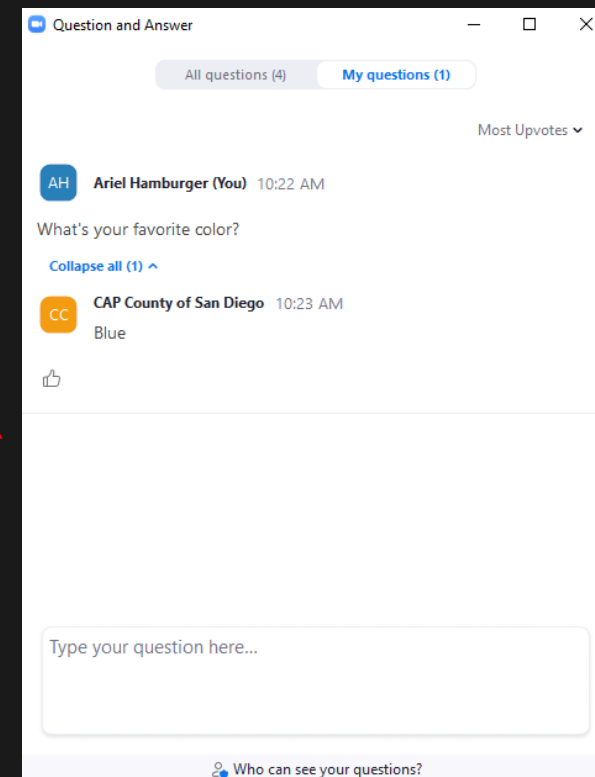 Question and Answer
All questions (4) My questions (1)
Most Upvotes
AH Ariel Hamburger (You) 10:22 AM
What's your favorite color?
Collapse all (1)
CC CAP County of San Diego 10:23 AM
Blue
Type your question here...
Who can see your questions?